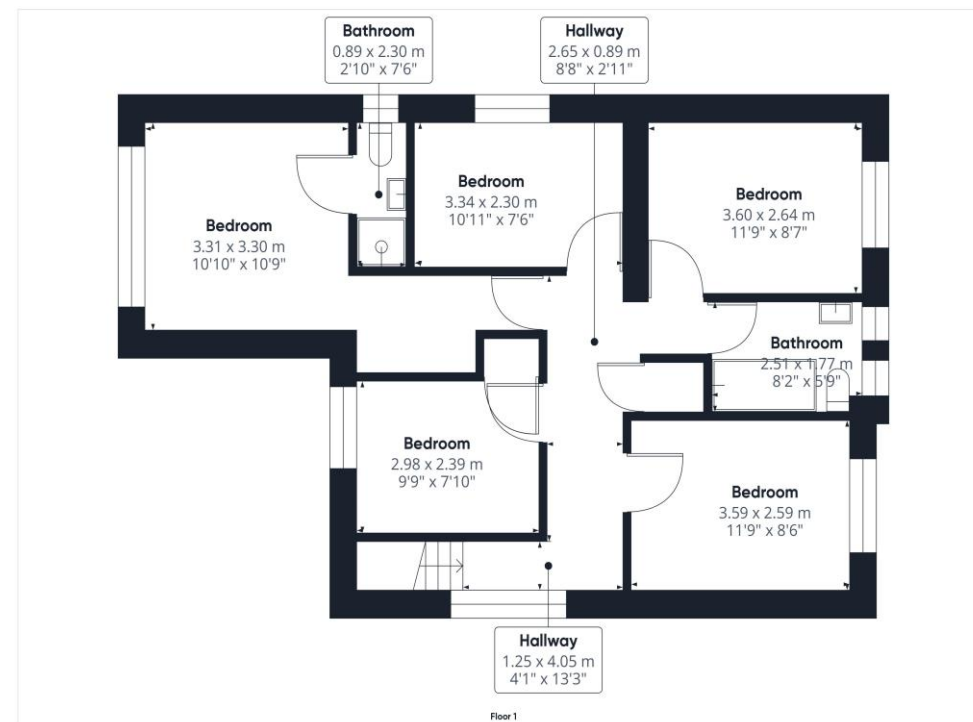 Bathroom
0.89 x 2.30 m
2'10" x 7'6"
Hallway
2.65 x 0.89 m
8'8" x 2'11"
Bedroom
3.31 x 3.30 m
10'10" x 10'9"
Bedroom
3.34 x 2.30 m
10'11" x 7'6"
Bedroom
3.60 x 2.64 m
11'9" x 8'7"
Bathroom
2.51 x 1.77 m
8'2" x 5'9"
Bedroom
2.98 x 2.39 m
9'9" x 7'10"
Bedroom
3.59 x 2.59 m
11'9" x 8'6"
Hallway
1.25 x 4.05 m
4'1" x 13'3"
Floor 1